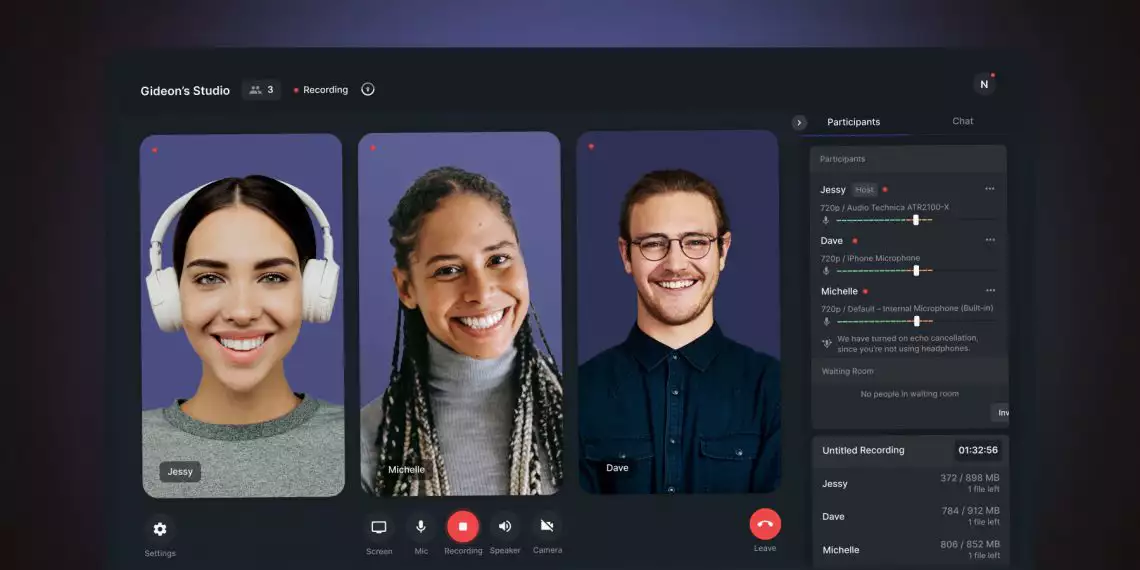 Gideon's Studio
3
Recording
N
Participants
Chat
Jessy
Michelle
Dave
Settings
Screen
Mic
Recording
Speaker
Camera
Leave
Participants
Jessy Host
720p / Audio Technica ATR2100-X
Dave
720p / iPhone Microphone
Michelle
720p / Default – Internal Microphone (Built-in)
We have turned on echo cancellation,
since you're not using headphones.
Waiting Room
No people in waiting room
Inv
Untitled Recording 01:32:56
Jessy 372 / 898 MB
1 file left
Dave 784 / 912 MB
1 file left
Michelle 806 / 852 MB
1 file left